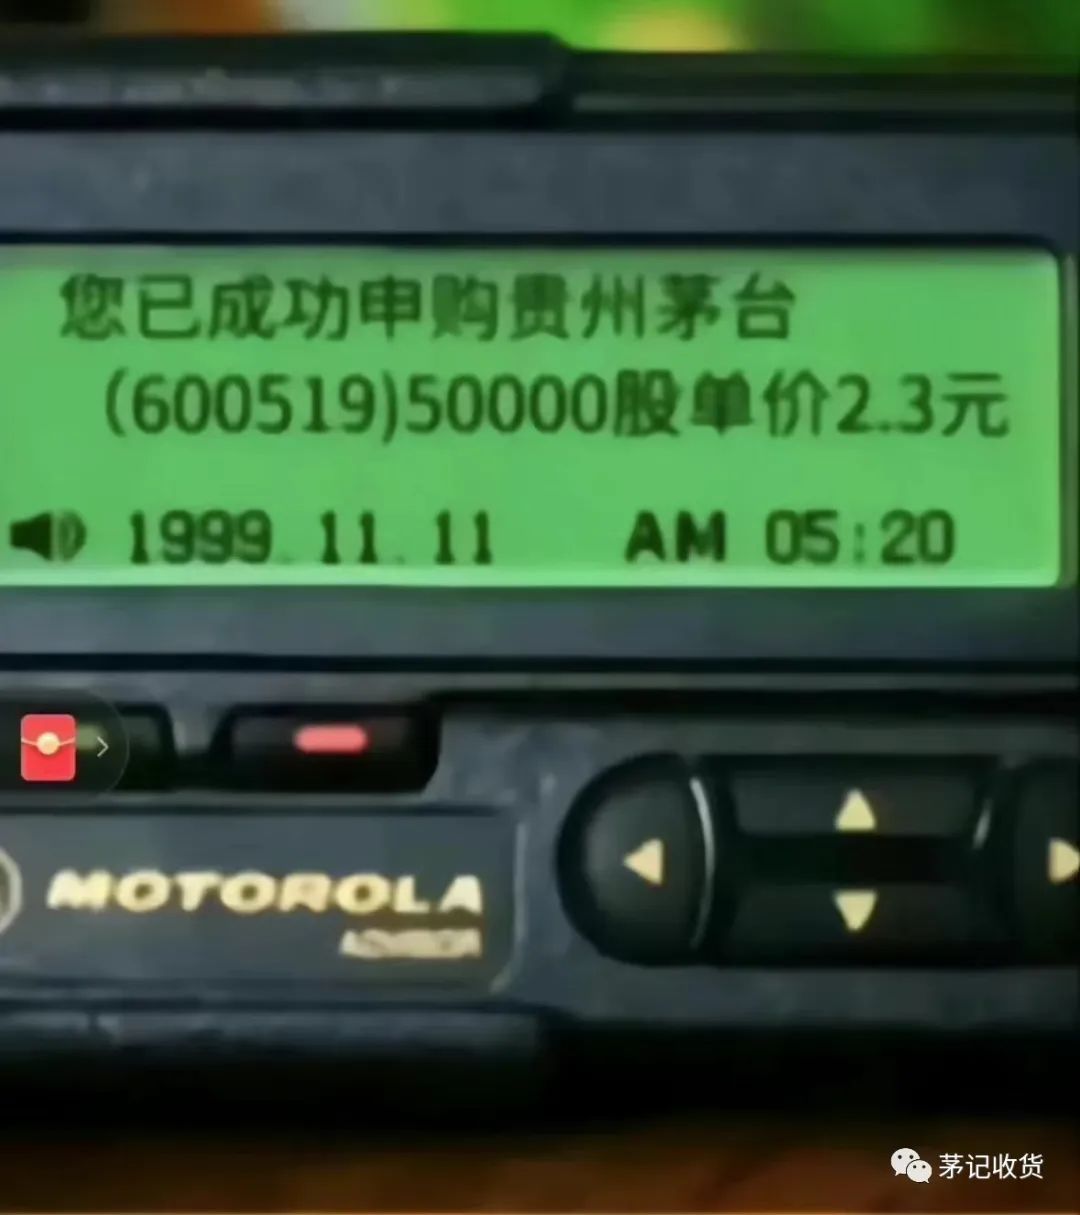 您已成功申购贵州茅台
(600519)50000股单价2.3元
1999.11.11 AM 05:20
MOTOROLA
ADVISOR
茅记收货